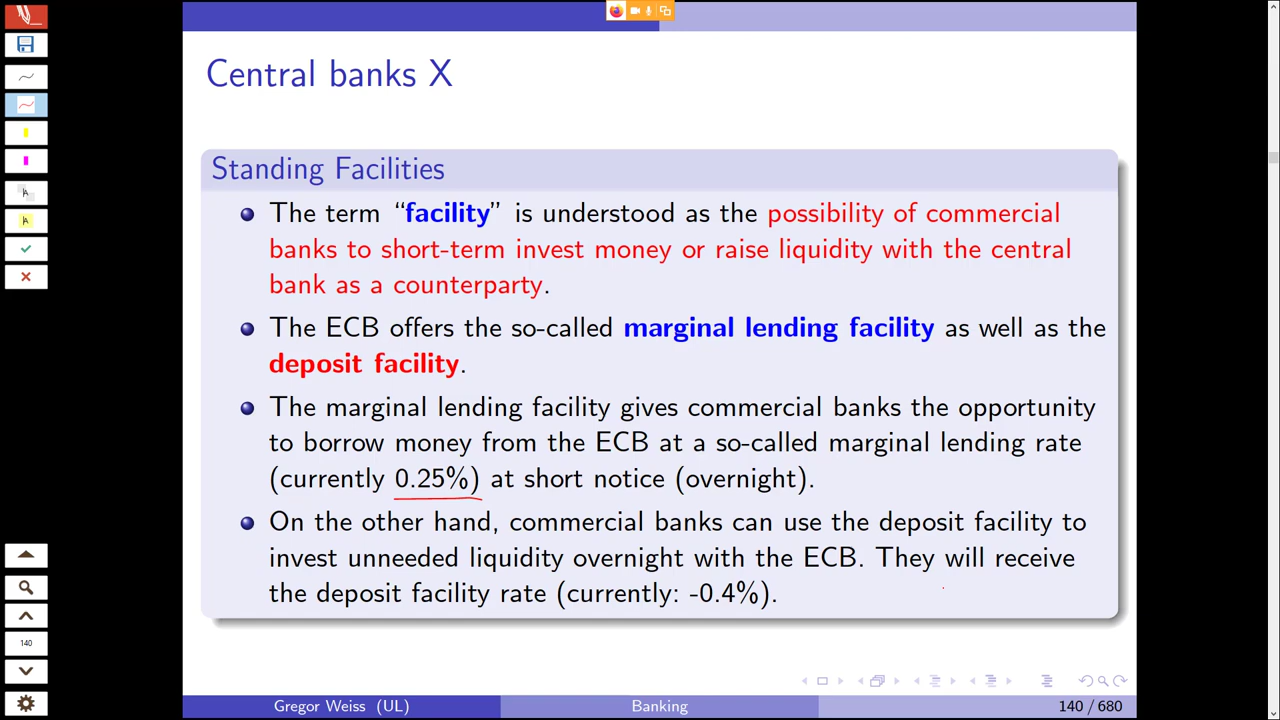 Central banks X
Standing Facilities
The term “facility” is understood as the possibility of commercial
banks to short-term invest money or raise liquidity with the central
bank as a counterparty.
The ECB offers the so-called marginal lending facility as well as the
deposit facility.
The marginal lending facility gives commercial banks the opportunity
to borrow money from the ECB at a so-called marginal lending rate
(currently 0.25%) at short notice (overnight).
On the other hand, commercial banks can use the deposit facility to
invest unneeded liquidity overnight with the ECB. They will receive
the deposit facility rate (currently: -0.4%).
140
Gregor Weiss (UL) Banking 140 / 680